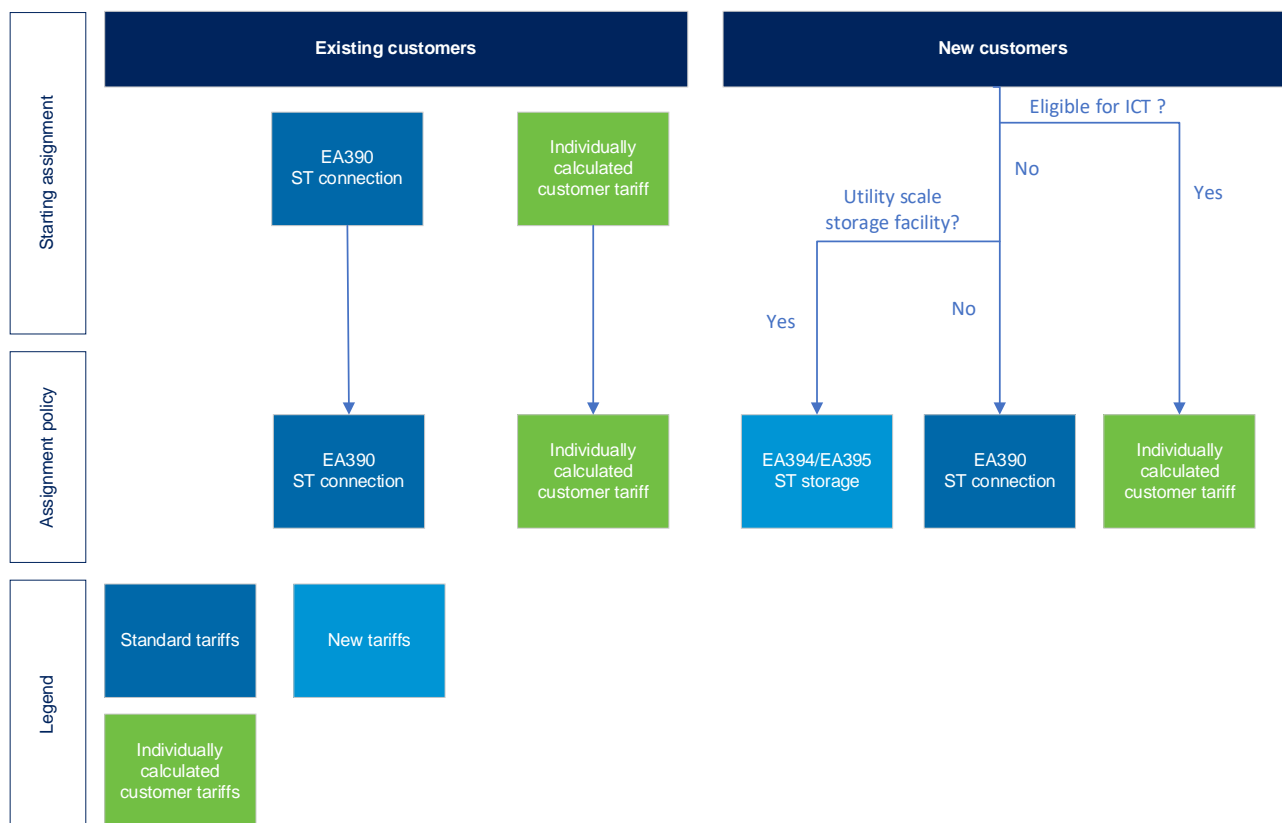 Existing customers
New customers
Starting assignment
Eligible for ICT ?
EA390
ST connection
Individually
calculated
customer tariff
No
Yes
Utility scale
storage facility?
Yes
No
Assignment policy
EA390
ST connection
Individually
calculated
customer tariff
EA394/EA395
ST storage
EA390
ST connection
Individually
calculated
customer tariff
Legend
Standard tariffs
New tariffs
Individually
calculated
customer tariffs